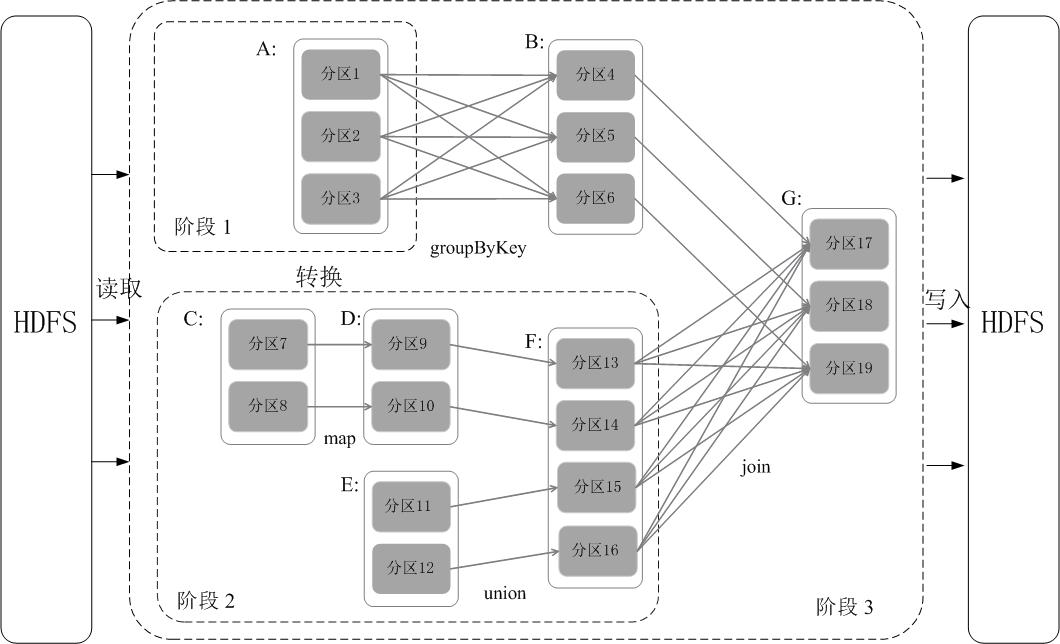 HDFS
读取
A:
分区1
分区2
分区3
阶段 1
groupByKey
B:
分区4
分区5
分区6
转换
C:
分区7
分区8
map
D:
分区9
分区10
E:
分区11
分区12
union
阶段 2
F:
分区13
分区14
分区15
分区16
join
G:
分区17
分区18
分区19
阶段 3
写入
HDFS